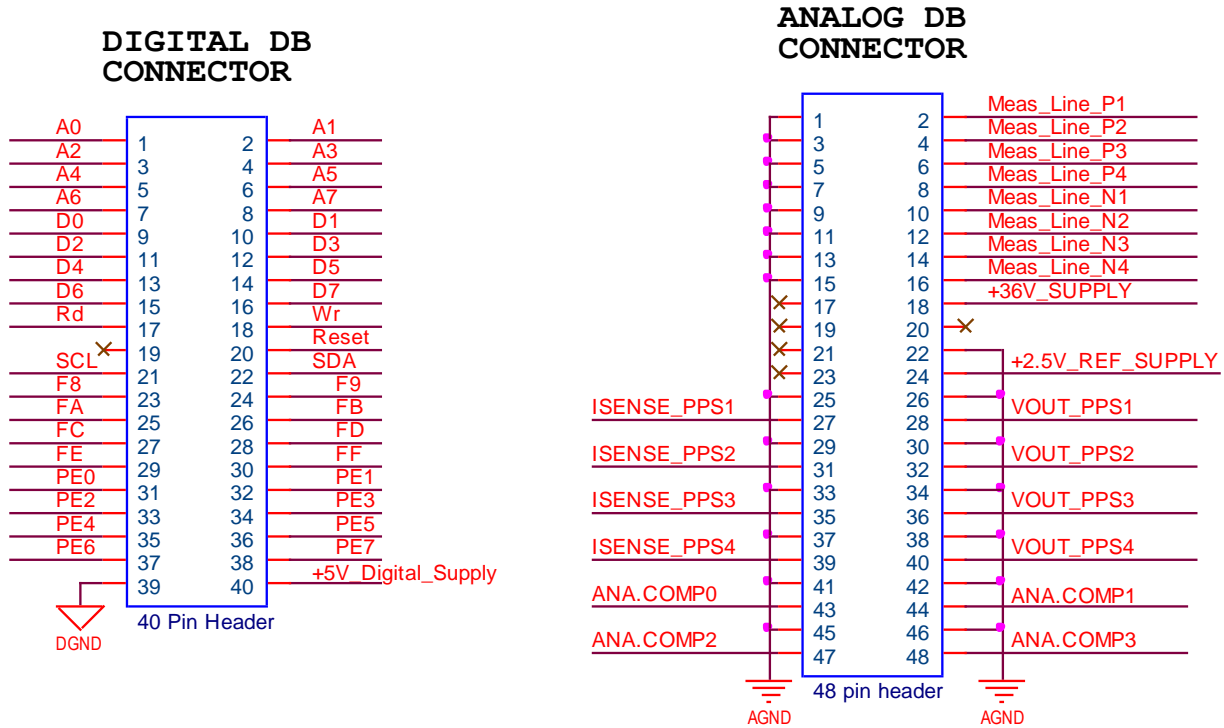 DIGITAL DB
CONNECTOR
A0 1 2 A1
A2 3 4 A3
A4 5 6 A5
A6 7 8 A7
D0 9 10 D1
D2 11 12 D3
D4 13 14 D5
D6 15 16 D7
Rd 17 18 Wr
19 20 Reset
SCL 21 22 SDA
F8 23 24 F9
FA 25 26 FB
FC 27 28 FD
FE 29 30 FF
PE0 31 32 PE1
PE2 33 34 PE3
PE4 35 36 PE5
PE6 37 38 PE7
39 40 +5V_Digital_Supply
40 Pin Header
DGND
ANALOG DB
CONNECTOR
1 2 Meas_Line_P1
3 4 Meas_Line_P2
5 6 Meas_Line_P3
7 8 Meas_Line_P4
9 10 Meas_Line_N1
11 12 Meas_Line_N2
13 14 Meas_Line_N3
15 16 Meas_Line_N4
17 18 +36V_SUPPLY
19 20
21 22
23 24 +2.5V_REF_SUPPLY
25 26
ISENSE_PPS1 27 28 VOUT_PPS1
29 30
ISENSE_PPS2 31 32 VOUT_PPS2
33 34
ISENSE_PPS3 35 36 VOUT_PPS3
37 38
ISENSE_PPS4 39 40 VOUT_PPS4
41 42
ANA.COMP0 43 44 ANA.COMP1
45 46
ANA.COMP2 47 48 ANA.COMP3
48 pin header
AGND AGND